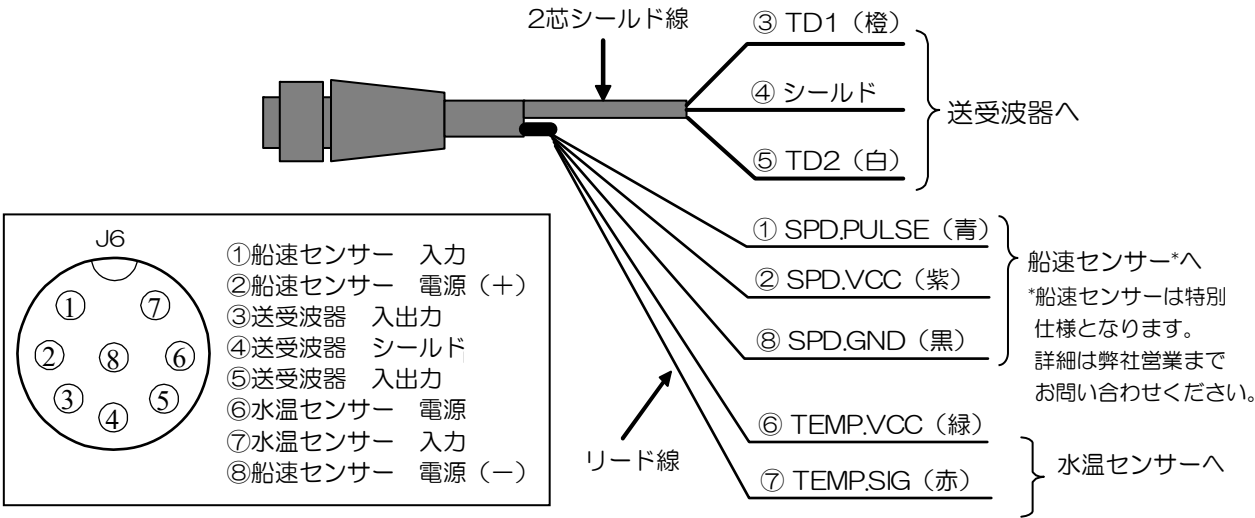 2芯シールド線
③ TD1（橙）
④ シールド
⑤ TD2（白）
送受波器へ
① SPD.PULSE（青）
② SPD.VCC（紫）
⑧ SPD.GND（黒）
船速センサー*へ
*船速センサーは特別
仕様となります。
詳細は弊社営業まで
お問い合わせください。
⑥ TEMP.VCC（緑）
⑦ TEMP.SIG（赤）
水温センサーへ
リード線
J6
①
⑦
②
⑧
⑥
③
⑤
④
①船速センサー　入力
②船速センサー　電源（＋）
③送受波器　入出力
④送受波器　シールド
⑤送受波器　入出力
⑥水温センサー　電源
⑦水温センサー　入力
⑧船速センサー　電源（－）